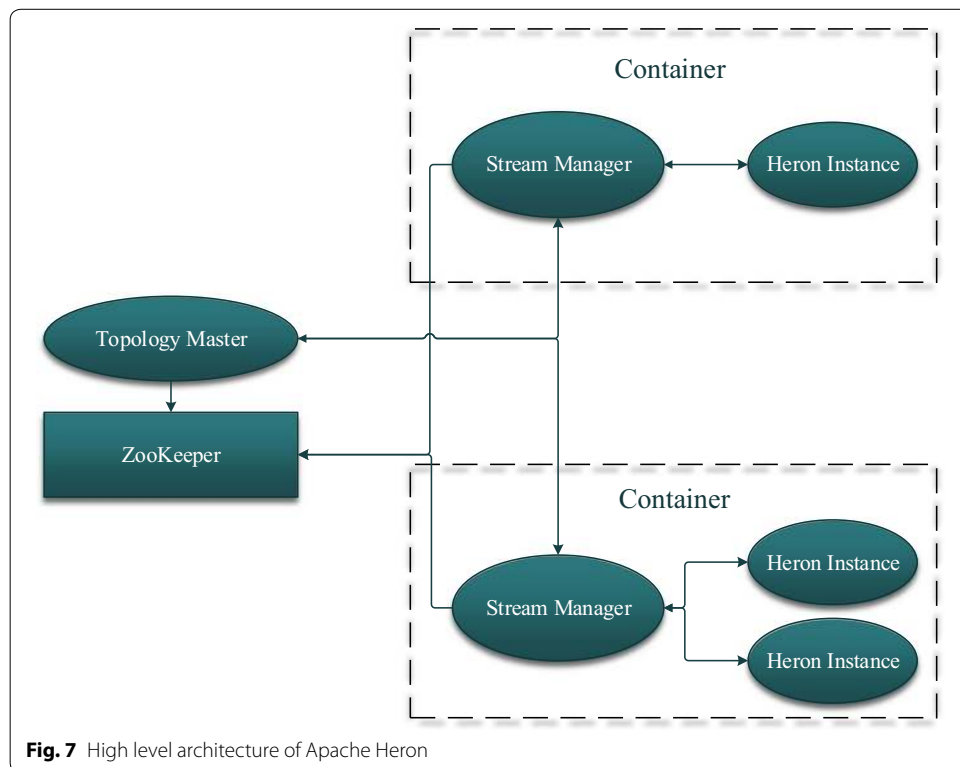 Container
Stream Manager
Heron Instance
Topology Master
ZooKeeper
Container
Stream Manager
Heron Instance
Heron Instance
Fig. 7 High level architecture of Apache Heron